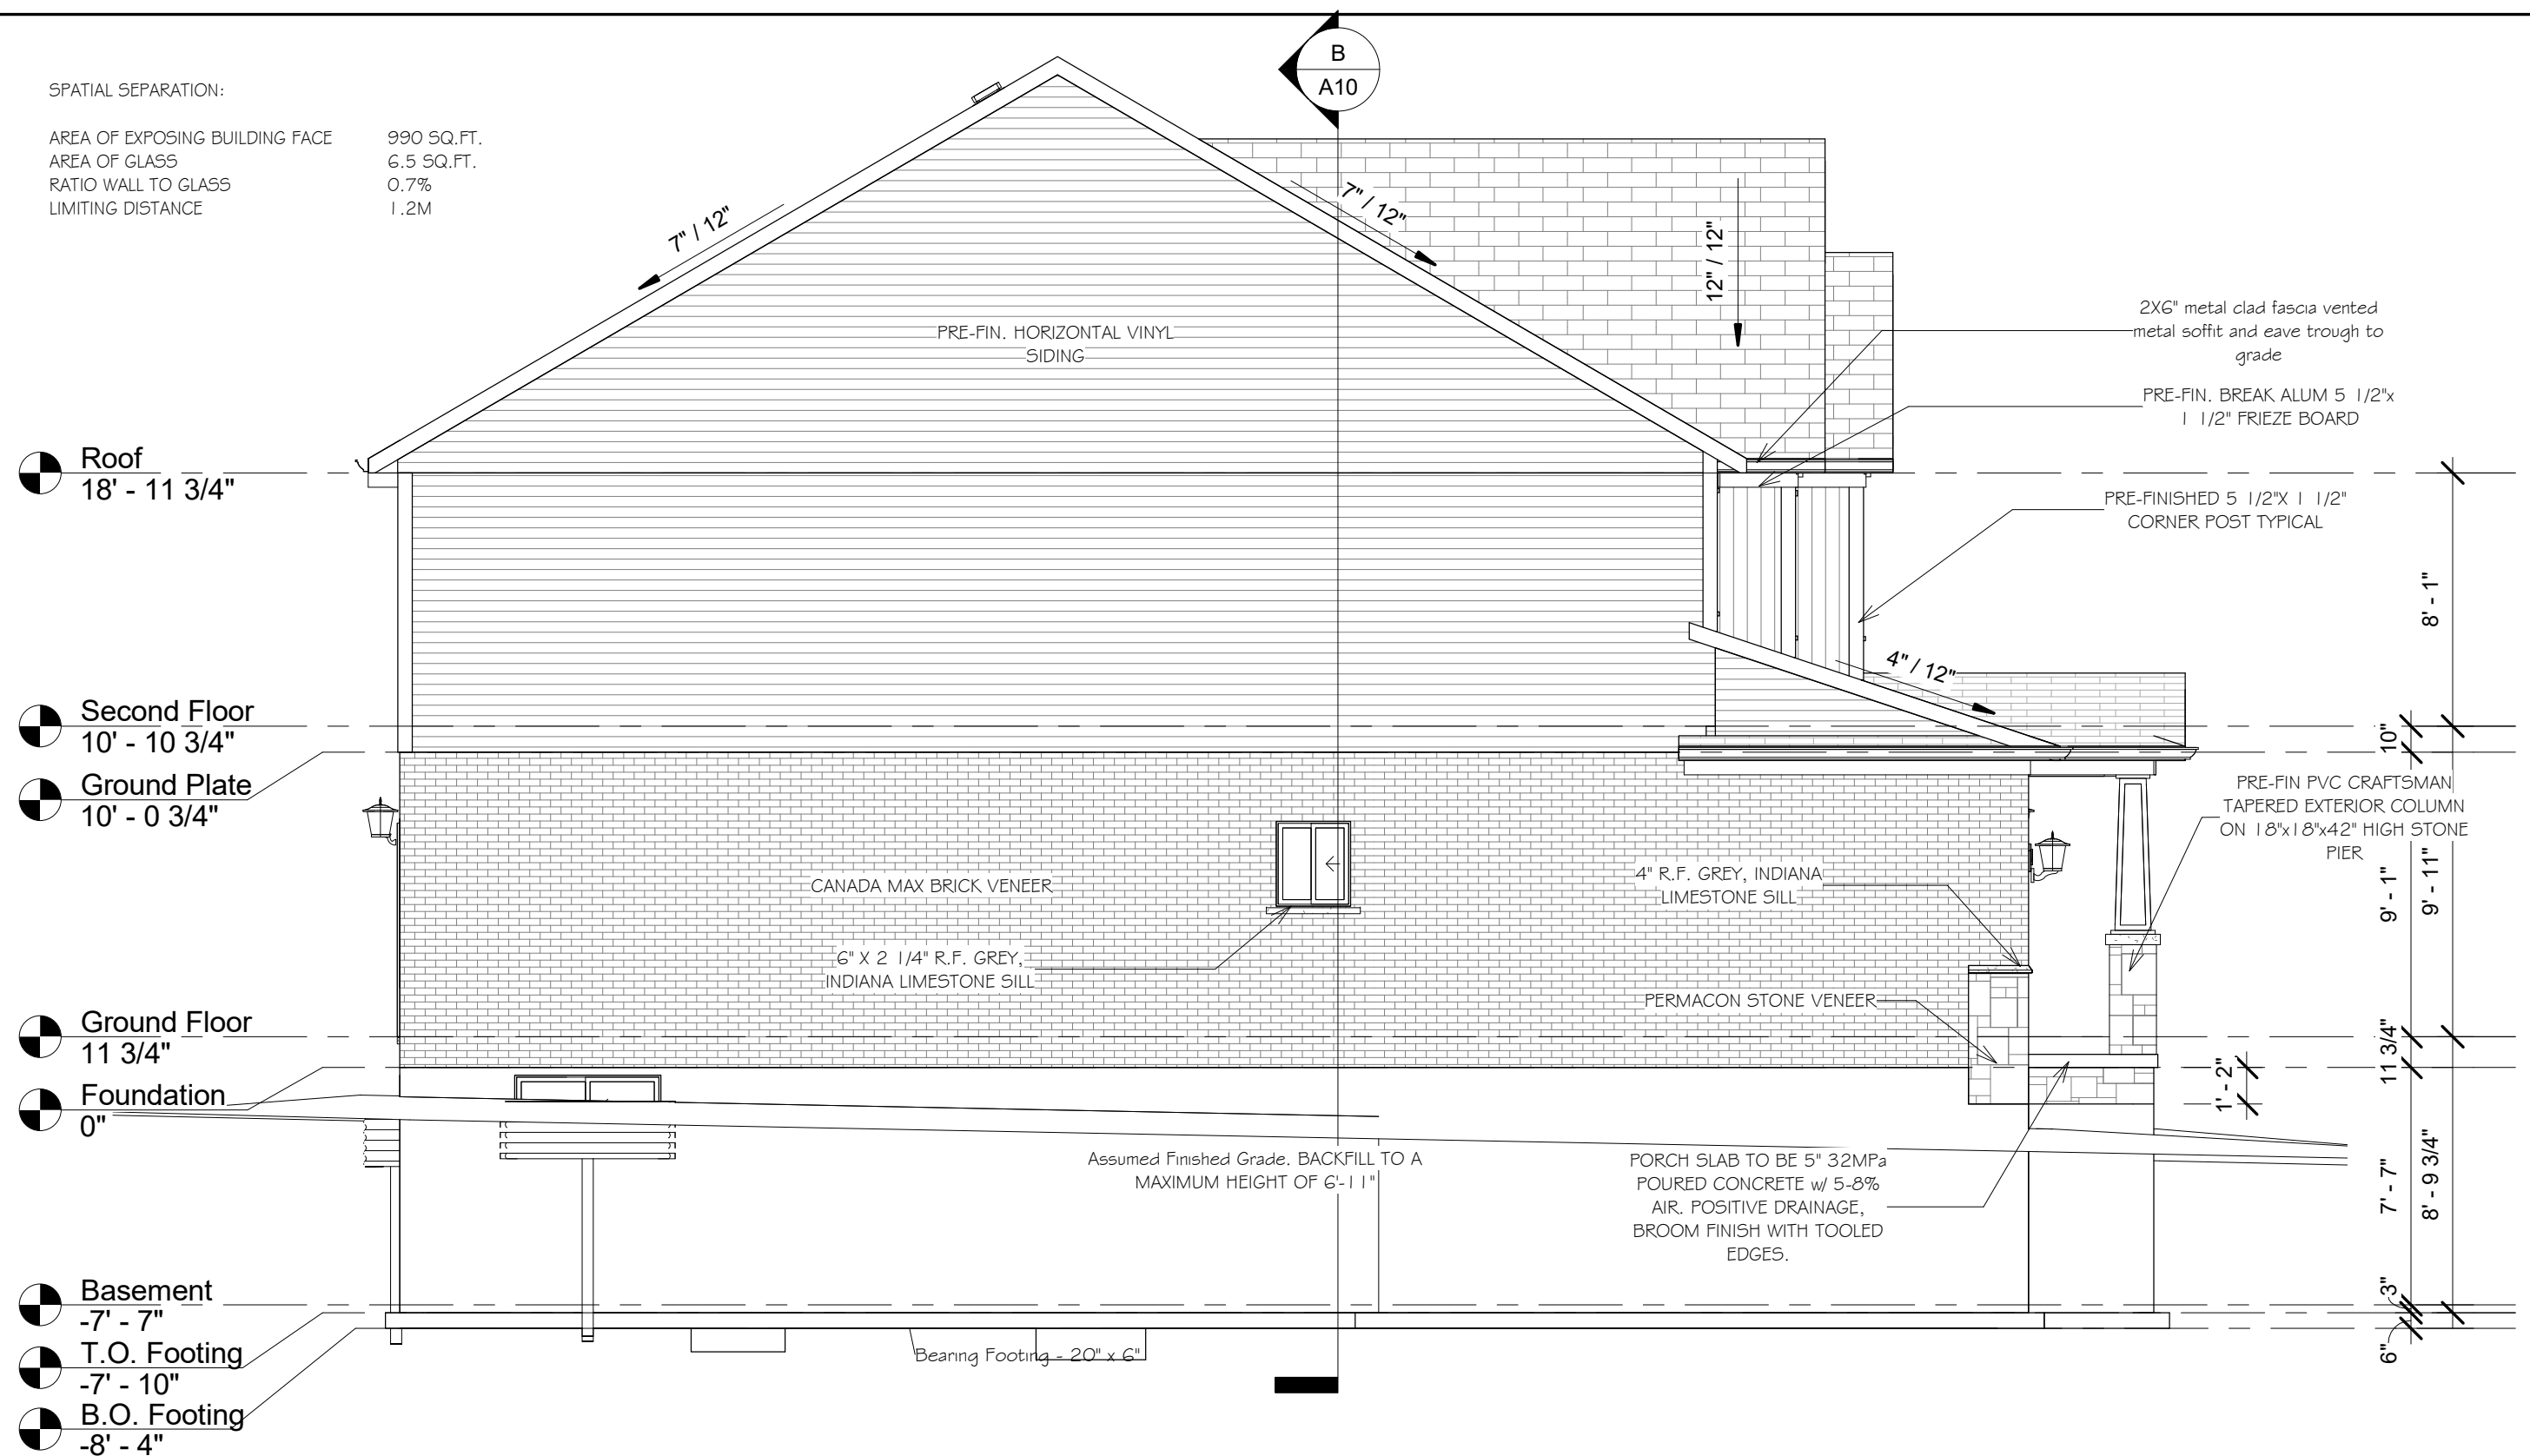 B
A10
SPATIAL SEPARATION:
AREA OF EXPOSING BUILDING FACE 990 SQ.FT.
AREA OF GLASS 6.5 SQ.FT.
RATIO WALL TO GLASS 0.7%
LIMITING DISTANCE 1.2M
7" / 12"
7" / 12"
12" / 12"
PRE-FIN. HORIZONTAL VINYL
SIDING
2X6" metal clad fascia vented
metal soffit and eave trough to
grade
PRE-FIN. BREAK ALUM 5 1/2"x
1 1/2" FRIEZE BOARD
Roof
18' - 11 3/4"
PRE-FINISHED 5 1/2"X 1 1/2"
CORNER POST TYPICAL
8' - 1"
4" / 12"
Second Floor
10' - 10 3/4"
10"
Ground Plate
10' - 0 3/4"
PRE-FIN PVC CRAFTSMAN
TAPERED EXTERIOR COLUMN
ON 18"x18"x42" HIGH STONE
PIER
9' - 1"
9' - 11"
CANADA MAX BRICK VENEER
4" R.F. GREY, INDIANA
LIMESTONE SILL
6" X 2 1/4" R.F. GREY,
INDIANA LIMESTONE SILL
PERMACON STONE VENEER
Ground Floor
11 3/4"
11 3/4"
1' - 2"
Foundation
0"
Assumed Finished Grade. BACKFILL TO A
MAXIMUM HEIGHT OF 6'-11"
PORCH SLAB TO BE 5" 32MPa
POURED CONCRETE w/ 5-8%
AIR. POSITIVE DRAINAGE,
BROOM FINISH WITH TOOLED
EDGES.
7' - 7"
8' - 9 3/4"
Basement
-7' - 7"
3"
T.O. Footing
-7' - 10"
6"
Bearing Footing - 20" x 6"
B.O. Footing
-8' - 4"